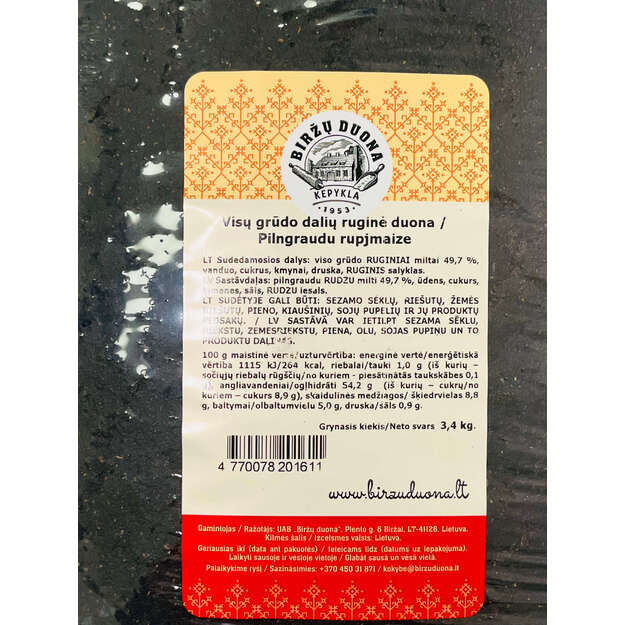 BIRŽŲ DUONA
KEPYKLA
• 1953 •
Visų grūdo dalių ruginė duona /
Pilngraudu rupjmaize
LT Sudedamosios dalys: viso grūdo RUGINIAI miltai 49,7 %,
vanduo, cukrus, kmynai, druska, RUGINIS salyklas.
LV Sastāvdaļas: pilngraudu RUDZU milti 49,7 %, ūdens, cukurs,
ķimenes, sāls, RUDZU iesals.
LT SUDĖTYJE GALI BŪTI: SEZAMO SĖKLŲ, RIEŠUTŲ, ŽEMĖS
RIEŠUTŲ, PIENO, KIAUŠINIŲ, SOJŲ PUPELIŲ IR JŲ PRODUKTŲ
PĖDSAKŲ. / LV SASTĀVĀ VAR IETILPT SEZAMA SĒKLU,
RIEKSTU, ZEMESRIEKSTU, PIENA, OLU, SOJAS PUPIŅU UN TO
PRODUKTU DAĻIŅAS.
100 g maistinė vertė/uzturvērtība: energinė vertė/enerģētiskā
vērtība 1115 kJ/264 kcal, riebalai/tauki 1,0 g (iš kurių –
sočiųjų riebalų rūgščių/no kuriem - piesātinātās taukskābes 0,1
g), angliavandeniai/ogļhidrāti 54,2 g (iš kurių – cukrų/no
kuriem – cukurs 8,9 g), skaidulinės medžiagos/ šķiedrvielas 8,8
g, baltymai/olbaltumvielu 5,0 g, druska/sāls 0,9 g.
Grynasis kiekis/Neto svars 3,4 kg.
4 770078 201611
www.birzuduona.lt
Gamintojas / Ražotājs: UAB „Biržų duona“. Plento g. 6 Biržai. LT-41128. Lietuva.
Kilmės šalis / Izcelsmes valsts: Lietuva.
Geriausias iki (data ant pakuotės) / Ieteicams līdz (datums uz iepakojuma).
Laikyti sausoje ir vėsioje vietoje / Glabāt sausā un vēsā vietā.
Palaikykime ryšį / Sazināsimies: +370 450 31 871 / kokybe@birzuduona.lt